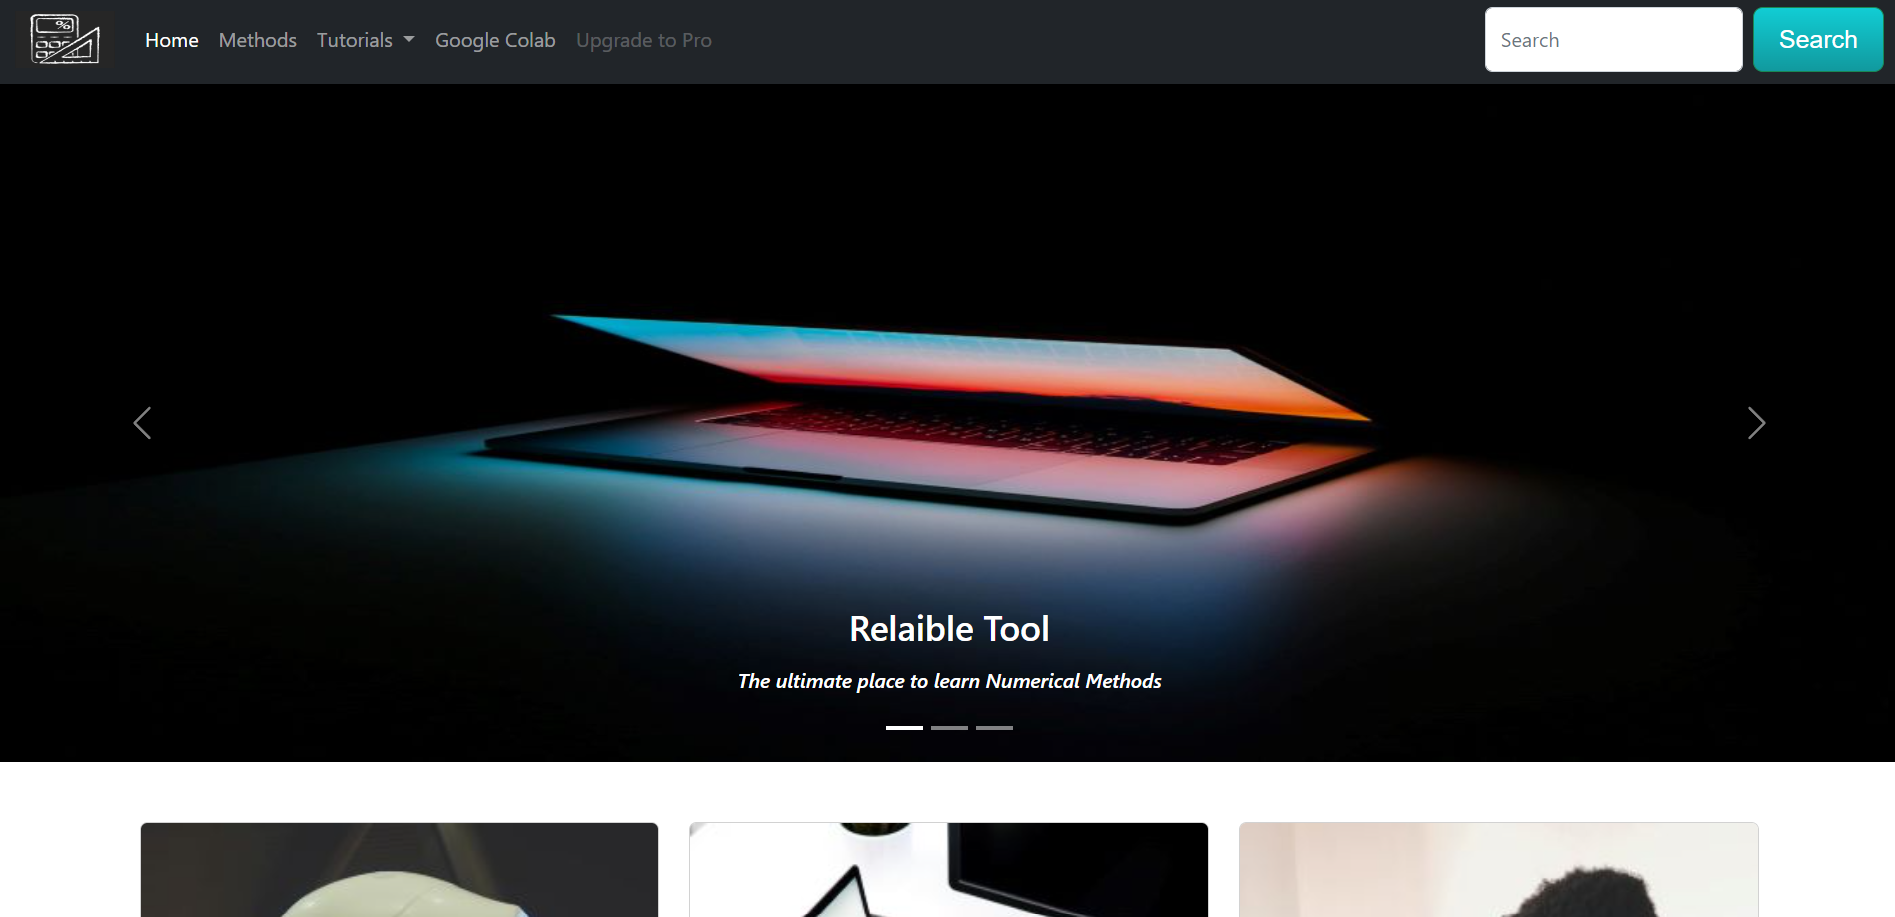 %
Home Methods Tutorials Google Colab Upgrade to Pro Search Search
Relaible Tool
The ultimate place to learn Numerical Methods